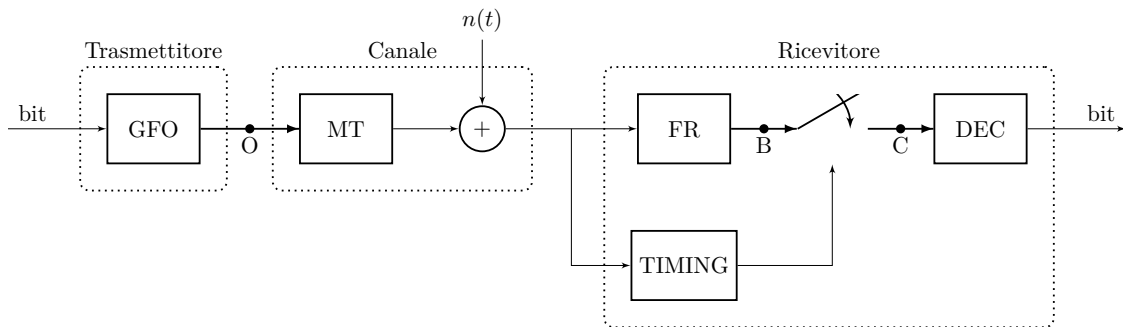 n(t)
Trasmettitore
Canale
Ricevitore
bit
GFO
O
MT
+
FR
B
C
DEC
bit
TIMING